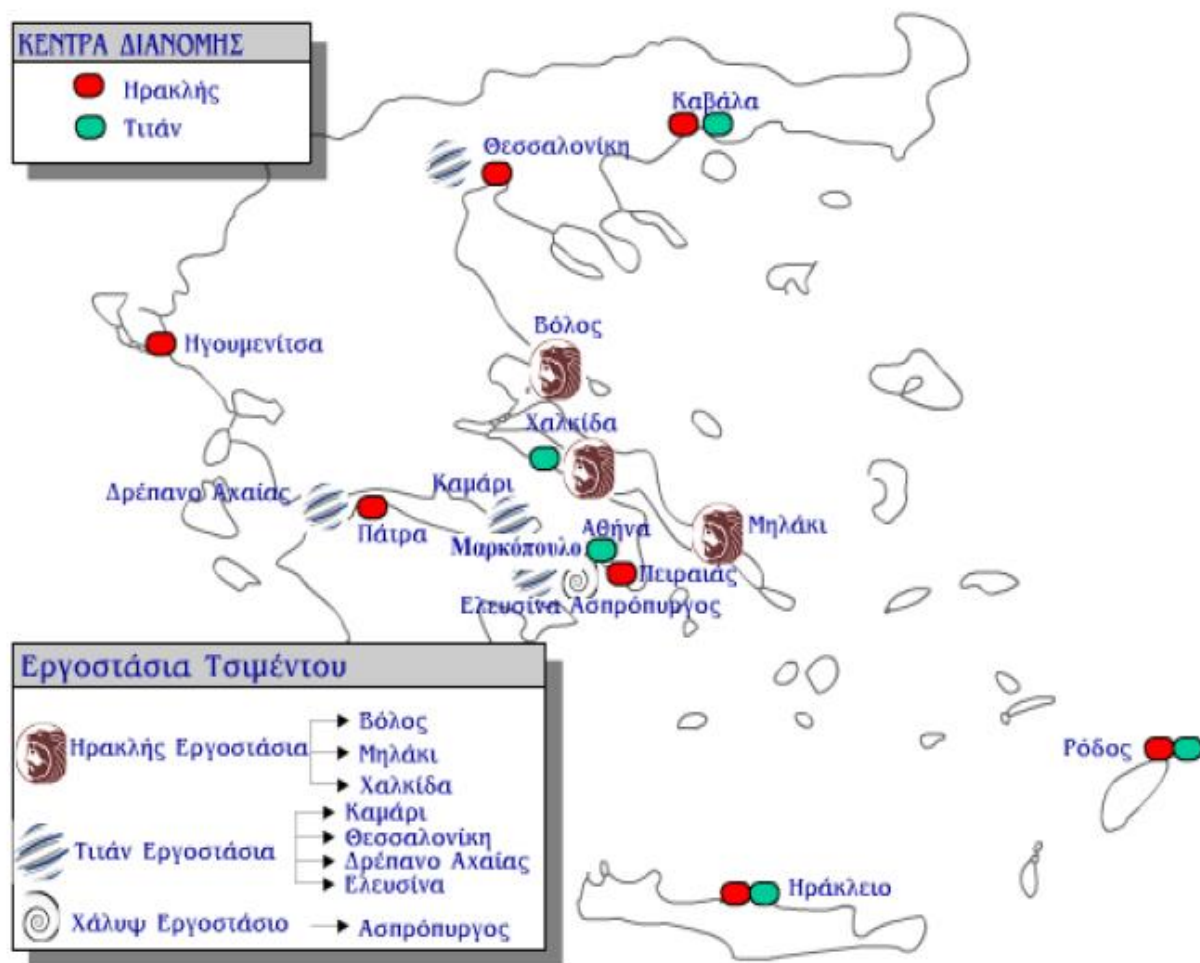 ΚΕΝΤΡΑ ΔΙΑΝΟΜΗΣ
Ηρακλής
Τιτάν
Καβάλα
Θεσσαλονίκη
Ηγουμενίτσα
Βόλος
Χαλκίδα
Δρέπανο Αχαίας
Καμάρι
Πάτρα
Αθήνα
Μηλάκι
Μαρκόπουλο
Πειραιάς
Ελευσίνα Ασπρόπυργος
Ρόδος
Ηράκλειο
Εργοστάσια Τσιμέντου
Ηρακλής Εργοστάσια
Βόλος
Μηλάκι
Χαλκίδα
Τιτάν Εργοστάσια
Καμάρι
Θεσσαλονίκη
Δρέπανο Αχαίας
Ελευσίνα
Χάλυψ Εργοστάσιο
Ασπρόπυργος